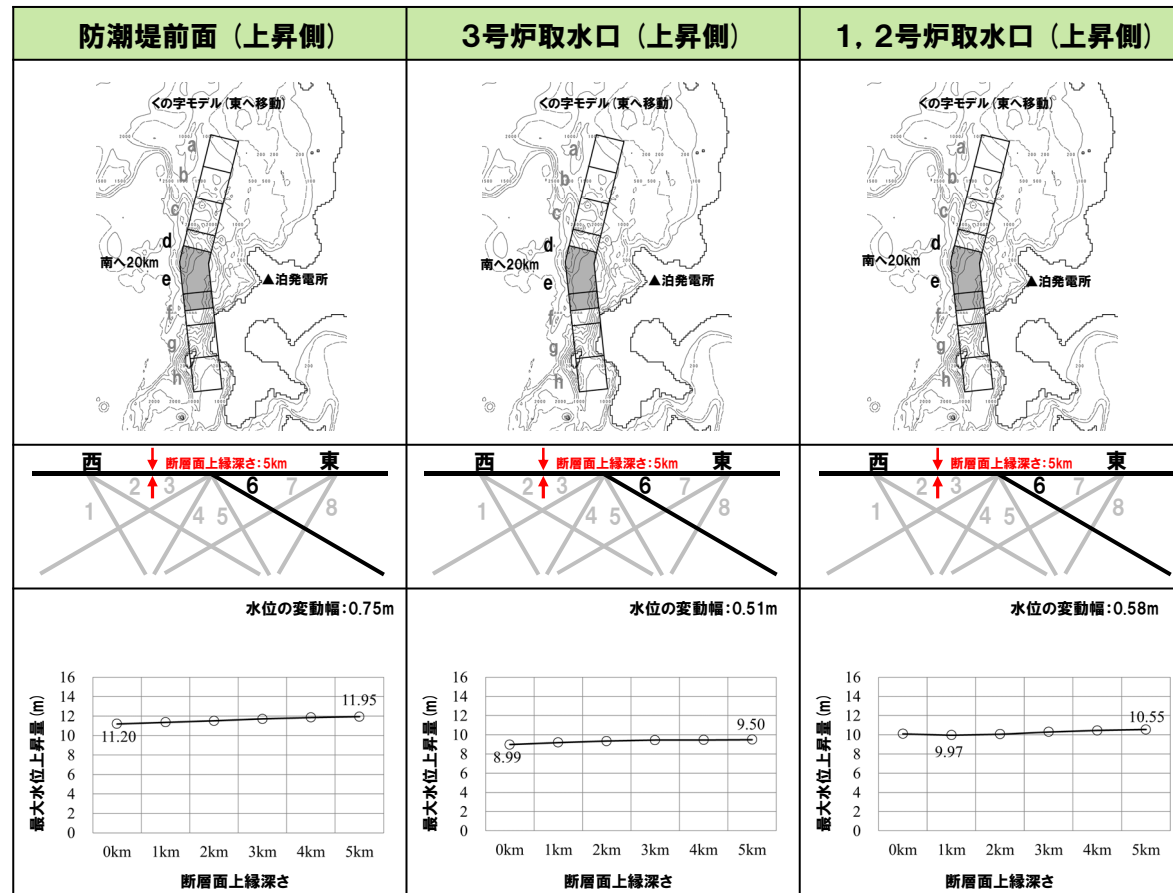 防潮堤前面（上昇側）
くの字モデル（東へ移動）
a
b
c
d
南へ20km
e
▲泊発電所
f
g
h
西
断層面上縁深さ：5km
東
1
2
3
4
5
6
7
8
水位の変動幅：0.75m
最大水位上昇量(m)
16
14
12
10
8
6
4
2
0
11.20
11.95
0km 1km 2km 3km 4km 5km
断層面上縁深さ
3号炉取水口（上昇側）
くの字モデル（東へ移動）
a
b
c
d
南へ20km
e
▲泊発電所
f
g
h
西
断層面上縁深さ：5km
東
1
2
3
4
5
6
7
8
水位の変動幅：0.51m
最大水位上昇量(m)
16
14
12
10
8
6
4
2
0
8.99
9.50
0km 1km 2km 3km 4km 5km
断層面上縁深さ
1，2号炉取水口（上昇側）
くの字モデル（東へ移動）
a
b
c
d
南へ20km
e
▲泊発電所
f
g
h
西
断層面上縁深さ：5km
東
1
2
3
4
5
6
7
8
水位の変動幅：0.58m
最大水位上昇量(m)
16
14
12
10
8
6
4
2
0
9.97
10.55
0km 1km 2km 3km 4km 5km
断層面上縁深さ